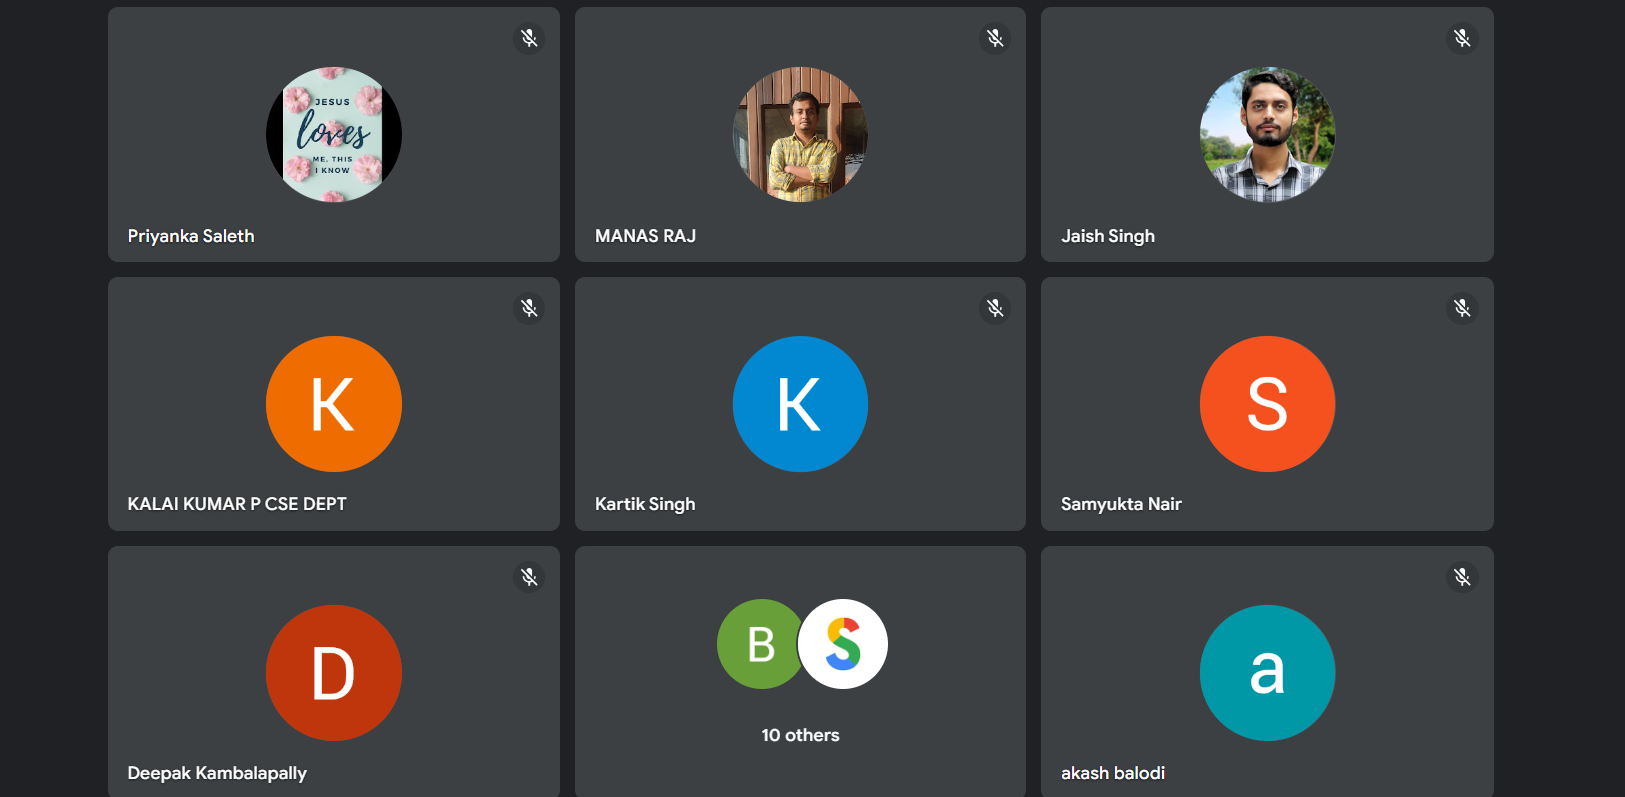 JESUS
loves
ME, THIS
I KNOW
Priyanka Saleth
MANAS RAJ
Jaish Singh
K
KALAI KUMAR P CSE DEPT
K
Kartik Singh
S
Samyukta Nair
D
Deepak Kambalapally
B
S
10 others
a
akash balodi